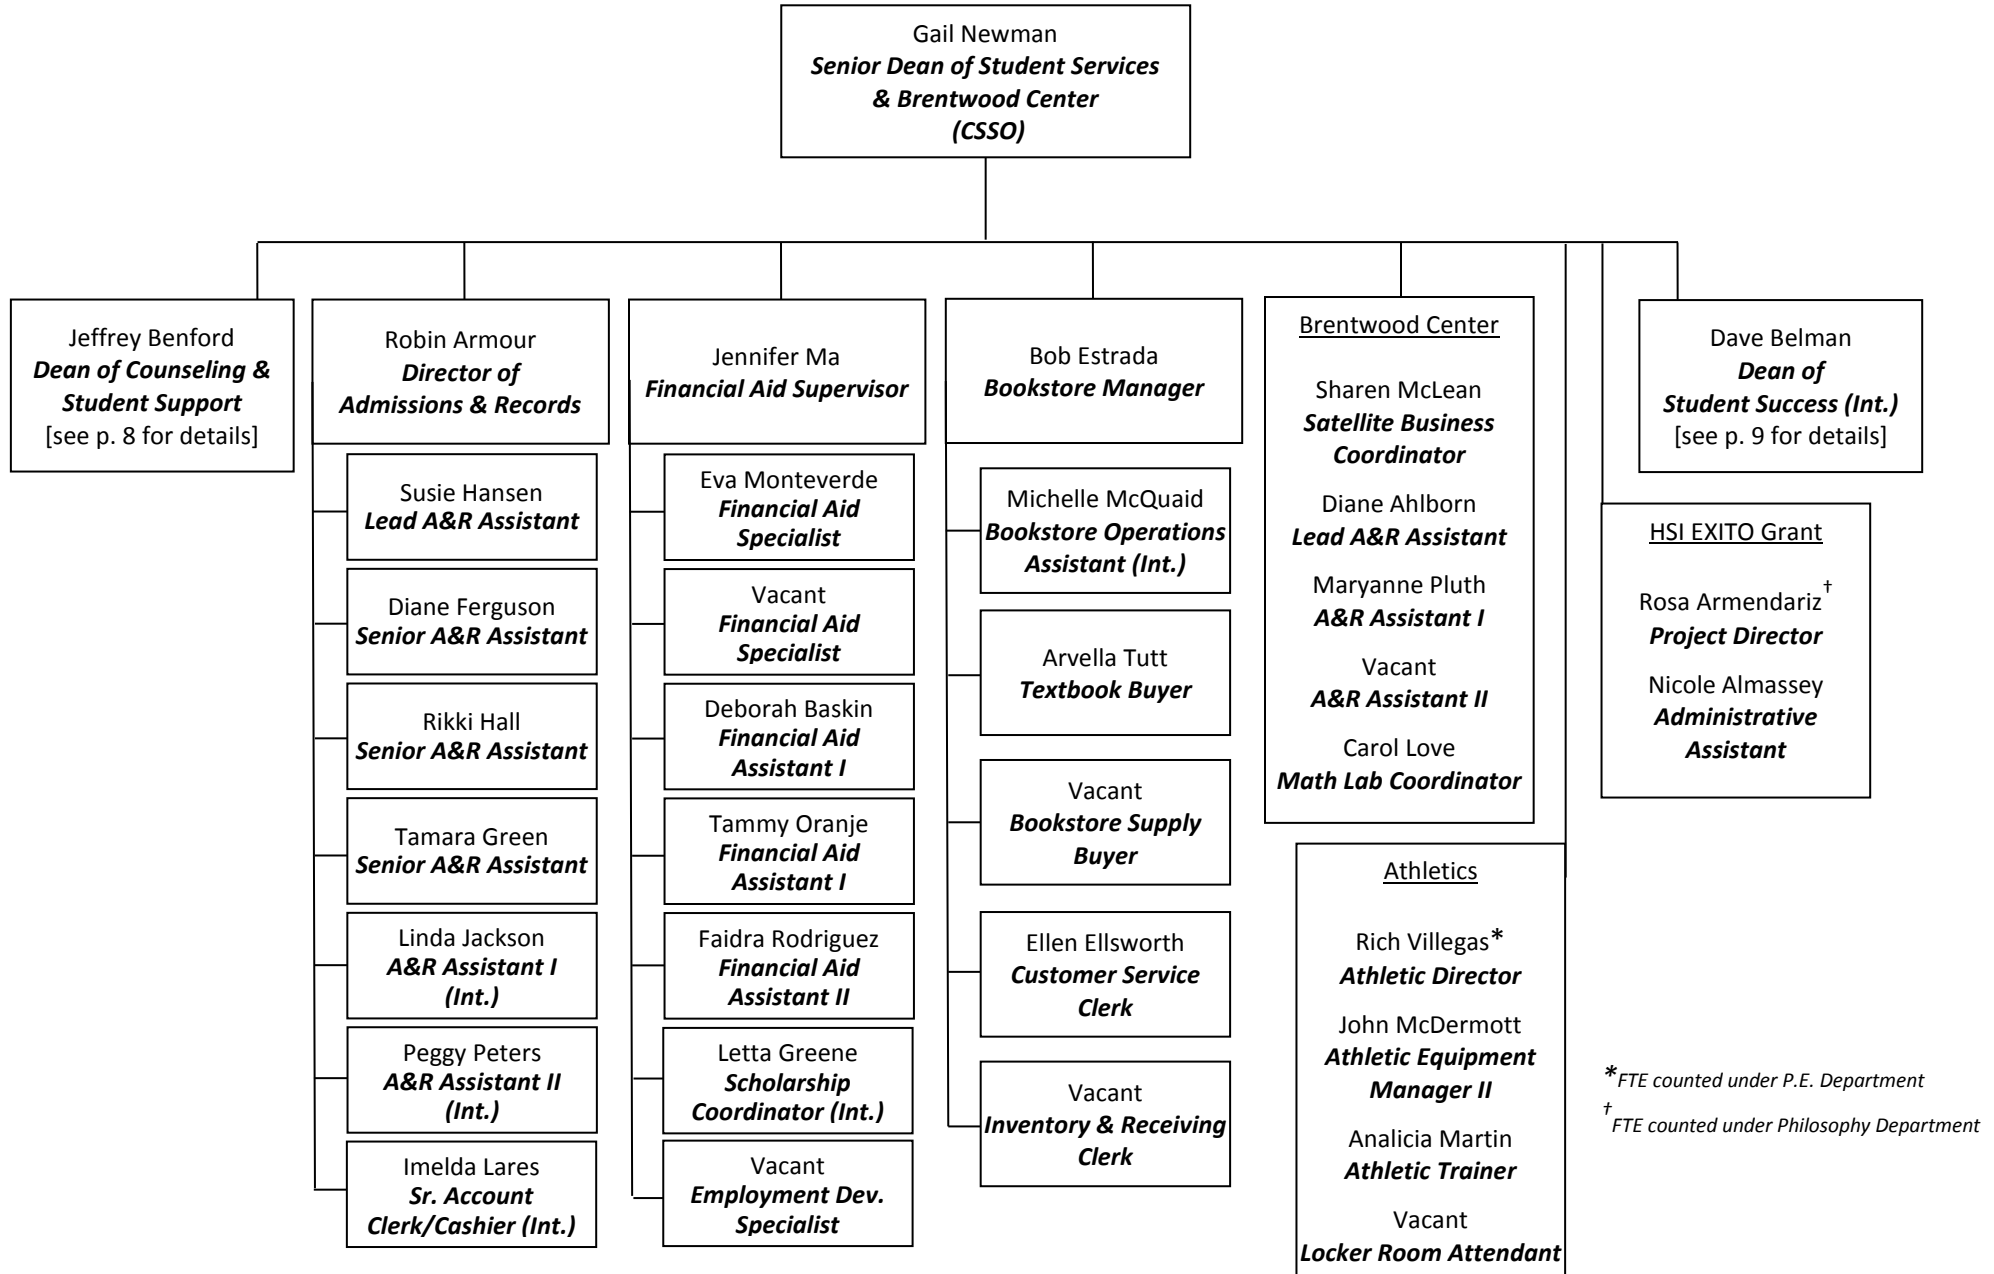 Gail Newman
Senior Dean of Student Services
& Brentwood Center
(CSSO)
Jeffrey Benford
Dean of Counseling &
Student Support
[see p. 8 for details]
Robin Armour
Director of
Admissions & Records
Susie Hansen
Lead A&R Assistant
Diane Ferguson
Senior A&R Assistant
Rikki Hall
Senior A&R Assistant
Tamara Green
Senior A&R Assistant
Linda Jackson
A&R Assistant I
(Int.)
Peggy Peters
A&R Assistant II
(Int.)
Imelda Lares
Sr. Account
Clerk/Cashier (Int.)
Jennifer Ma
Financial Aid Supervisor
Eva Monteverde
Financial Aid
Specialist
Vacant
Financial Aid
Specialist
Deborah Baskin
Financial Aid
Assistant I
Tammy Oranje
Financial Aid
Assistant I
Faidra Rodriguez
Financial Aid
Assistant II
Letta Greene
Scholarship
Coordinator (Int.)
Vacant
Employment Dev.
Specialist
Bob Estrada
Bookstore Manager
Michelle McQuaid
Bookstore Operations
Assistant (Int.)
Arvella Tutt
Textbook Buyer
Vacant
Bookstore Supply
Buyer
Ellen Ellsworth
Customer Service
Clerk
Vacant
Inventory & Receiving
Clerk
Brentwood Center
Sharen McLean
Satellite Business
Coordinator
Diane Ahlborn
Lead A&R Assistant
Maryanne Pluth
A&R Assistant I
Vacant
A&R Assistant II
Carol Love
Math Lab Coordinator
Athletics
Rich Villegas*
Athletic Director
John McDermott
Athletic Equipment
Manager II
Analicia Martin
Athletic Trainer
Vacant
Locker Room Attendant
Dave Belman
Dean of
Student Success (Int.)
[see p. 9 for details]
HSI EXITO Grant
Rosa Armendariz†
Project Director
Nicole Almassey
Administrative
Assistant
*FTE counted under P.E. Department
†FTE counted under Philosophy Department